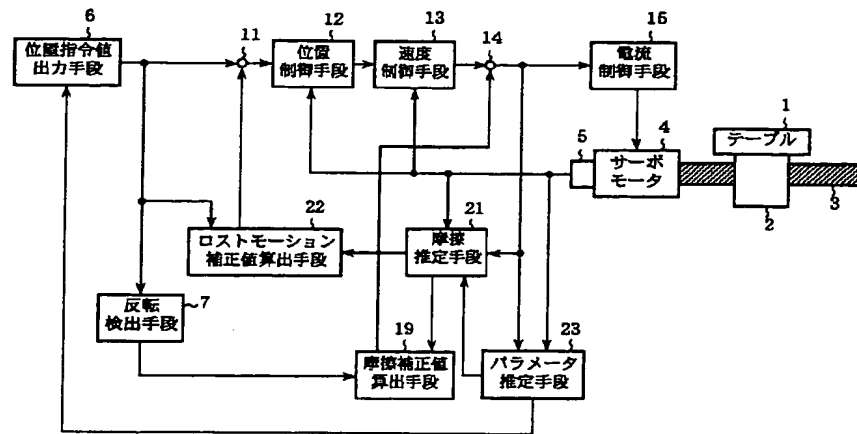 6
位置指令値
出力手段
11
12
位置
制御手段
13
速度
制御手段
14
15
電流
制御手段
1
テーブル
5
4
サーボ
モータ
2
3
22
ロストモーション
補正値算出手段
21
摩擦
推定手段
反転
検出手段
7
19
摩擦補正値
算出手段
23
パラメータ
推定手段